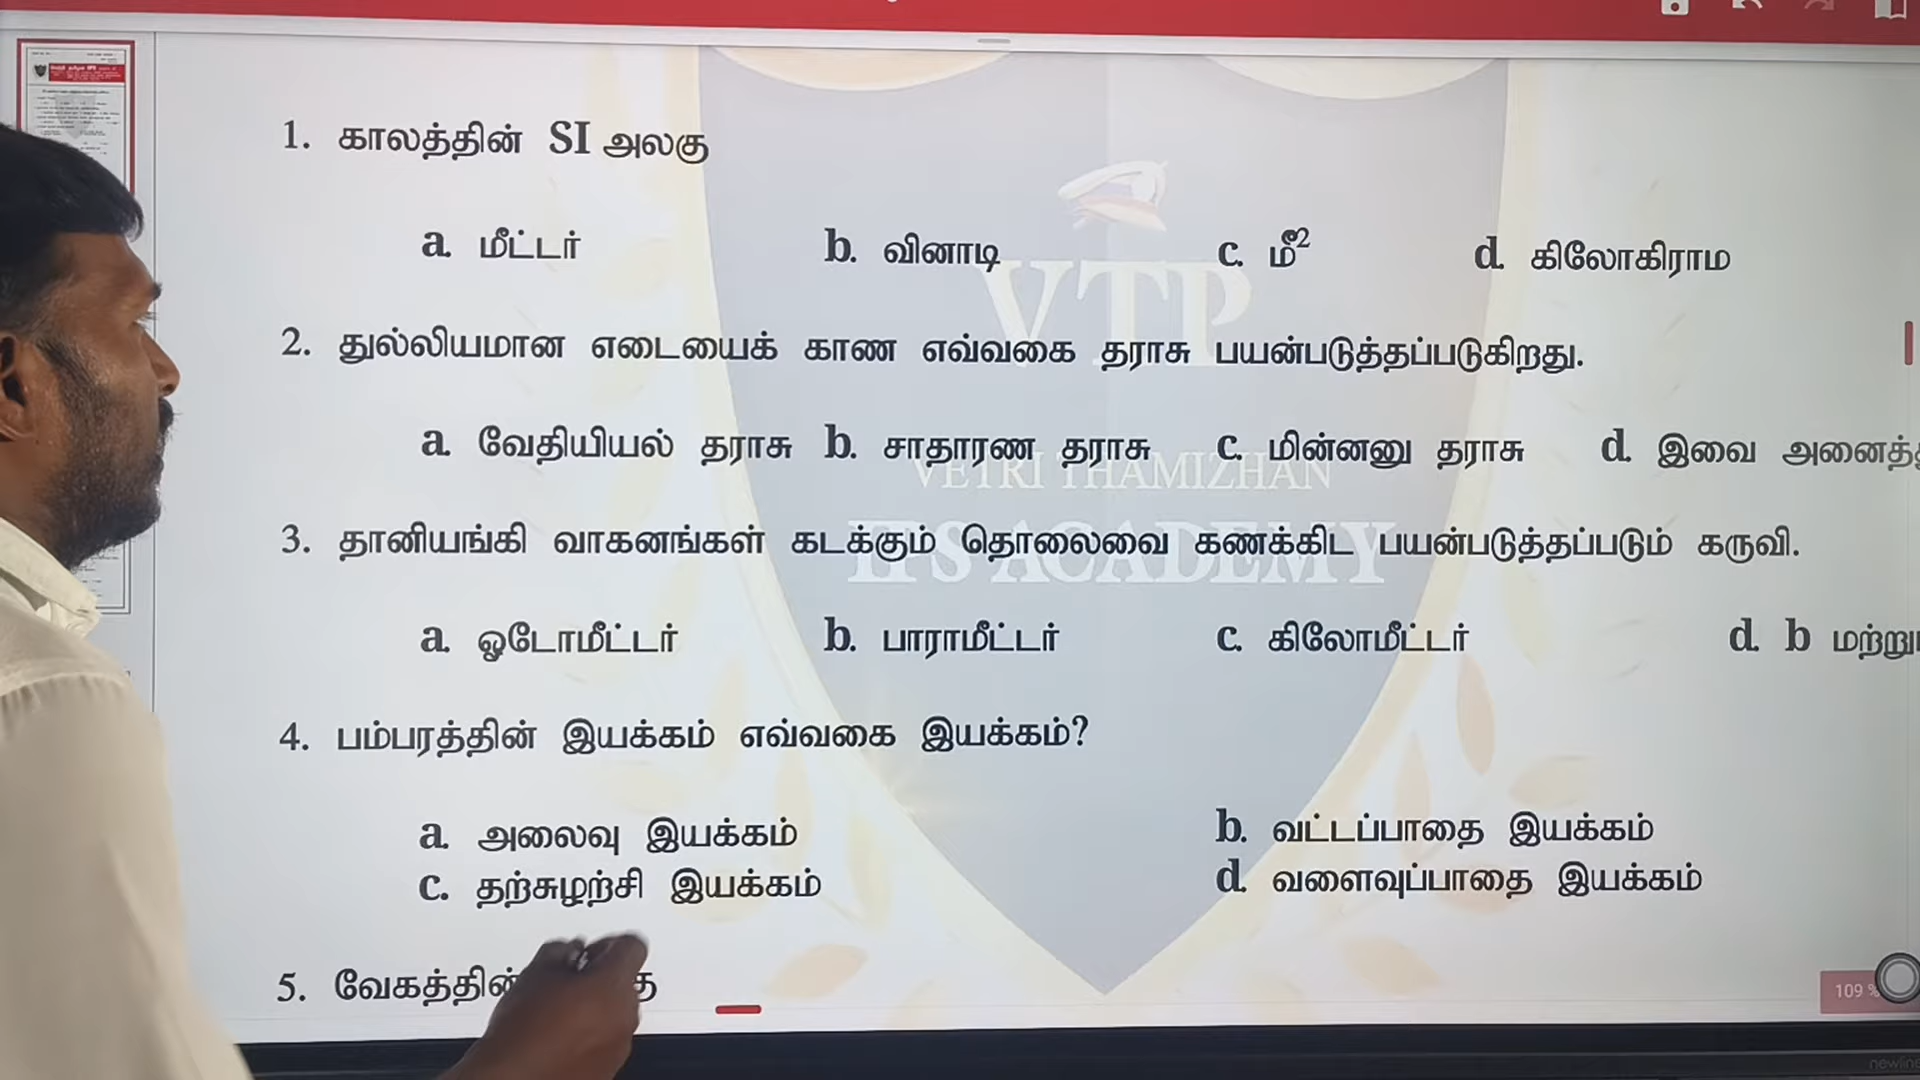 1. காலத்தின் SI அலகு
a. மீட்டர் b. வினாடி c. மீ² d. கிலோகிராம
2. துல்லியமான எடையைக் காண எவ்வகை தராசு பயன்படுத்தப்படுகிறது.
a. வேதியியல் தராசு b. சாதாரண தராசு c. மின்னனு தராசு d. இவை
3. தானியங்கி வாகனங்கள் கடக்கும் தொலைவை கணக்கிட பயன்படுத்தப்படும் கருவி.
a. ஓடோமீட்டர் b. பாராமீட்டர் c. கிலோமீட்டர் d. b
4. பம்பரத்தின் இயக்கம் எவ்வகை இயக்கம்?
a. அலைவு இயக்கம் b. வட்டப்பாதை இயக்கம்
c. தற்சுழற்சி இயக்கம் d. வளைவுப்பாதை இயக்கம்
5. வேகத்தின்
VTP
VETRI THAMIZHAN
IPS ACADEMY
109 %
newline